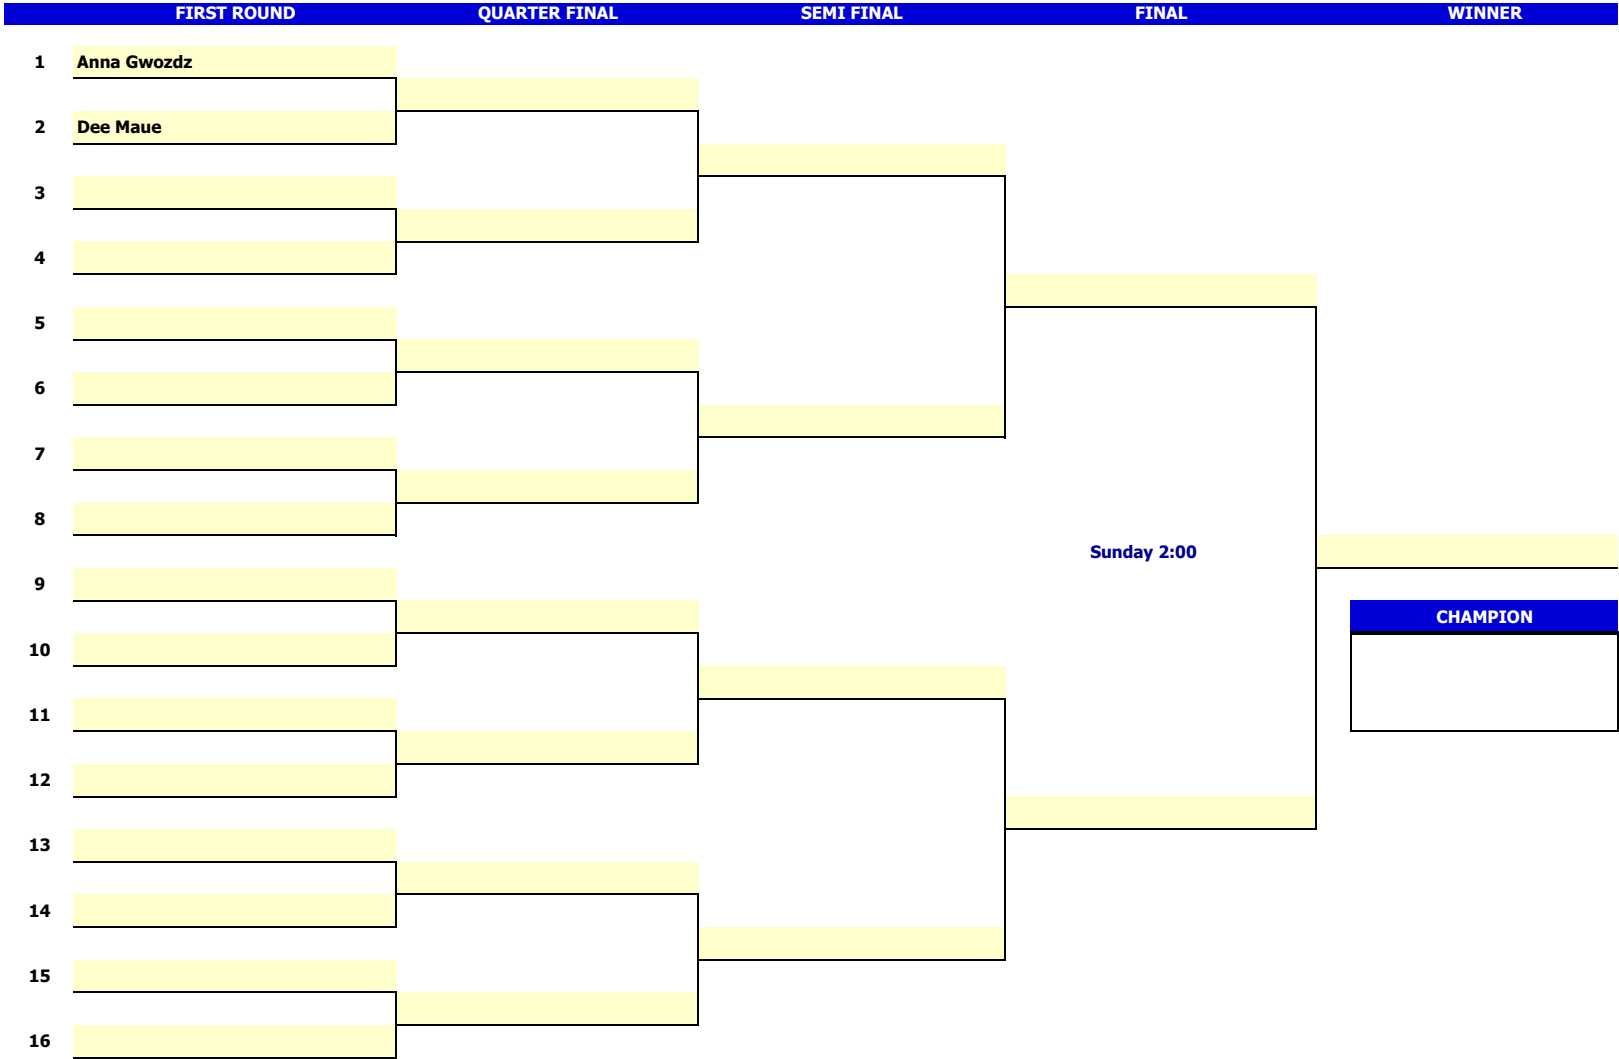 FIRST ROUND QUARTER FINAL SEMI FINAL FINAL WINNER
1 Anna Gwozdz
2 Dee Maue
3
4
5
6
7
8
Sunday 2:00
9
CHAMPION
10
11
12
13
14
15
16